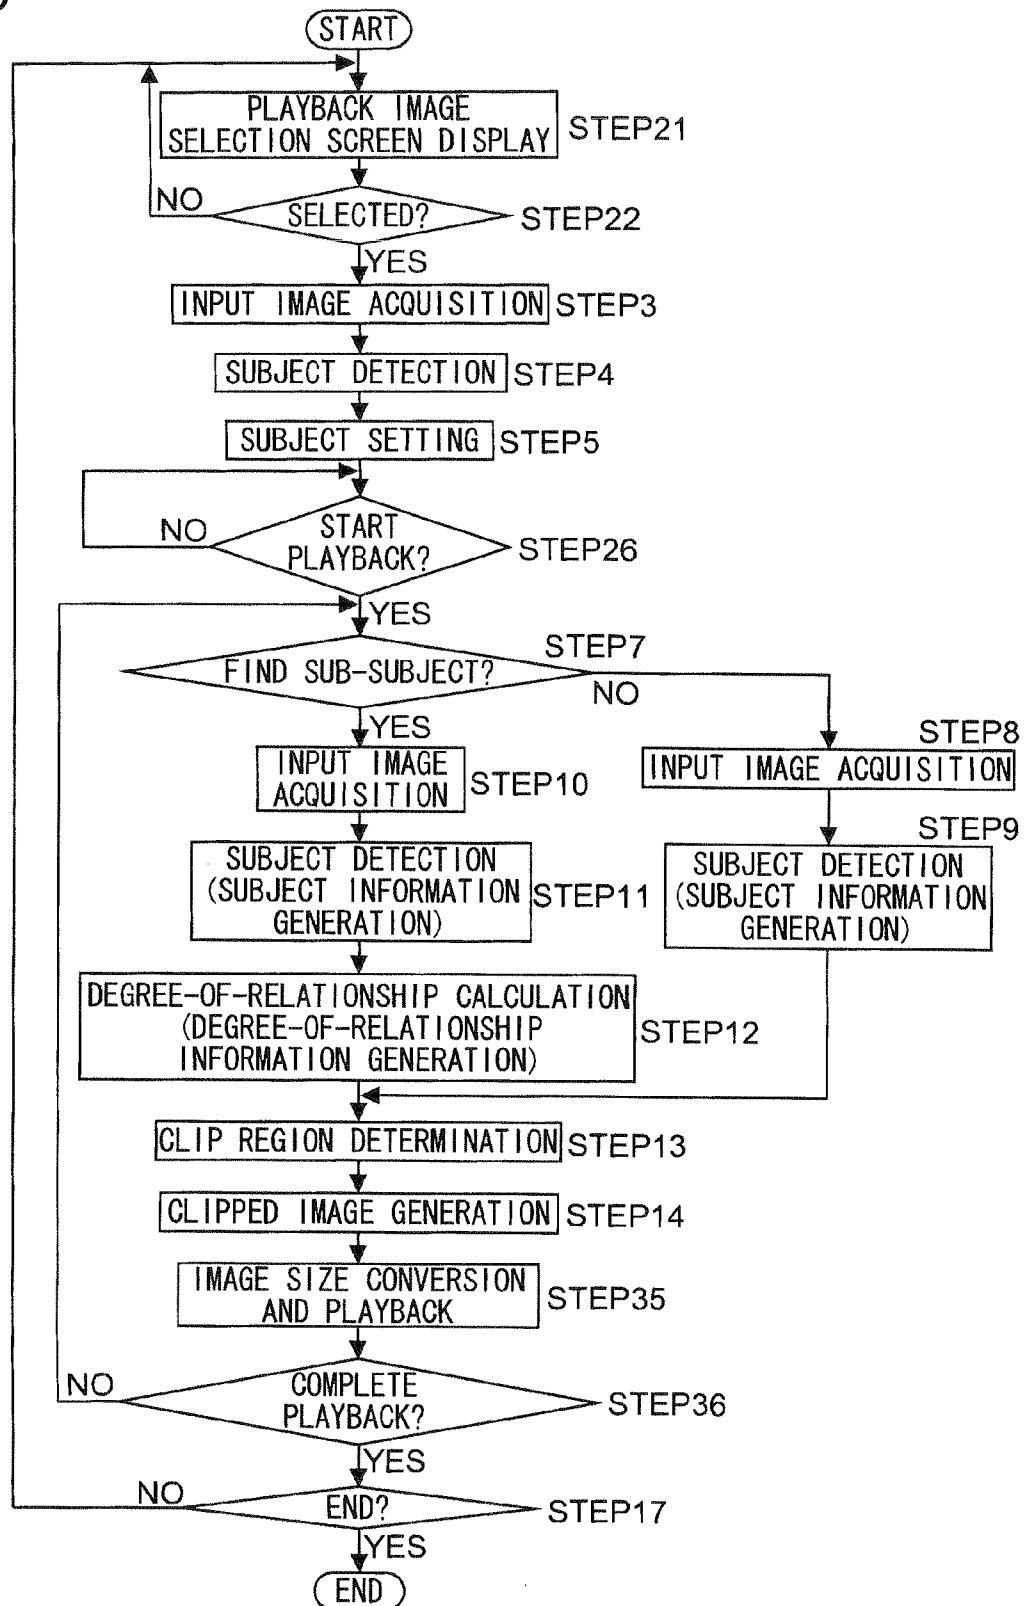 START
PLAYBACK IMAGE
SELECTION SCREEN DISPLAY
STEP21
NO
SELECTED?
STEP22
YES
INPUT IMAGE ACQUISITION
STEP3
SUBJECT DETECTION
STEP4
SUBJECT SETTING
STEP5
NO
START
PLAYBACK?
STEP26
YES
FIND SUB-SUBJECT?
STEP7
NO
YES
INPUT IMAGE
ACQUISITION
STEP10
STEP8
INPUT IMAGE ACQUISITION
SUBJECT DETECTION
(SUBJECT INFORMATION
GENERATION)
STEP11
STEP9
SUBJECT DETECTION
(SUBJECT INFORMATION
GENERATION)
DEGREE-OF-RELATIONSHIP CALCULATION
(DEGREE-OF-RELATIONSHIP
INFORMATION GENERATION)
STEP12
CLIP REGION DETERMINATION
STEP13
CLIPPED IMAGE GENERATION
STEP14
IMAGE SIZE CONVERSION
AND PLAYBACK
STEP35
NO
COMPLETE
PLAYBACK?
STEP36
YES
NO
END?
STEP17
YES
END